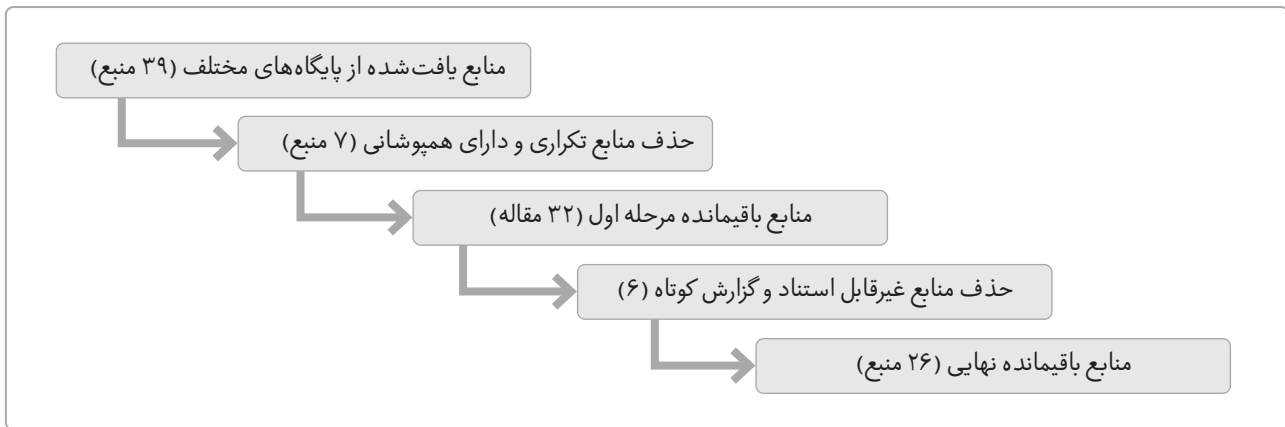 منابع یافت‌شده از پایگاه‌های مختلف (۳۹ منبع)
حذف منابع تکراری و دارای همپوشانی (۷ منبع)
منابع باقیمانده مرحله اول (۳۲ مقاله)
حذف منابع غیرقابل استناد و گزارش کوتاه (۶)
منابع باقیمانده نهایی (۲۶ منبع)